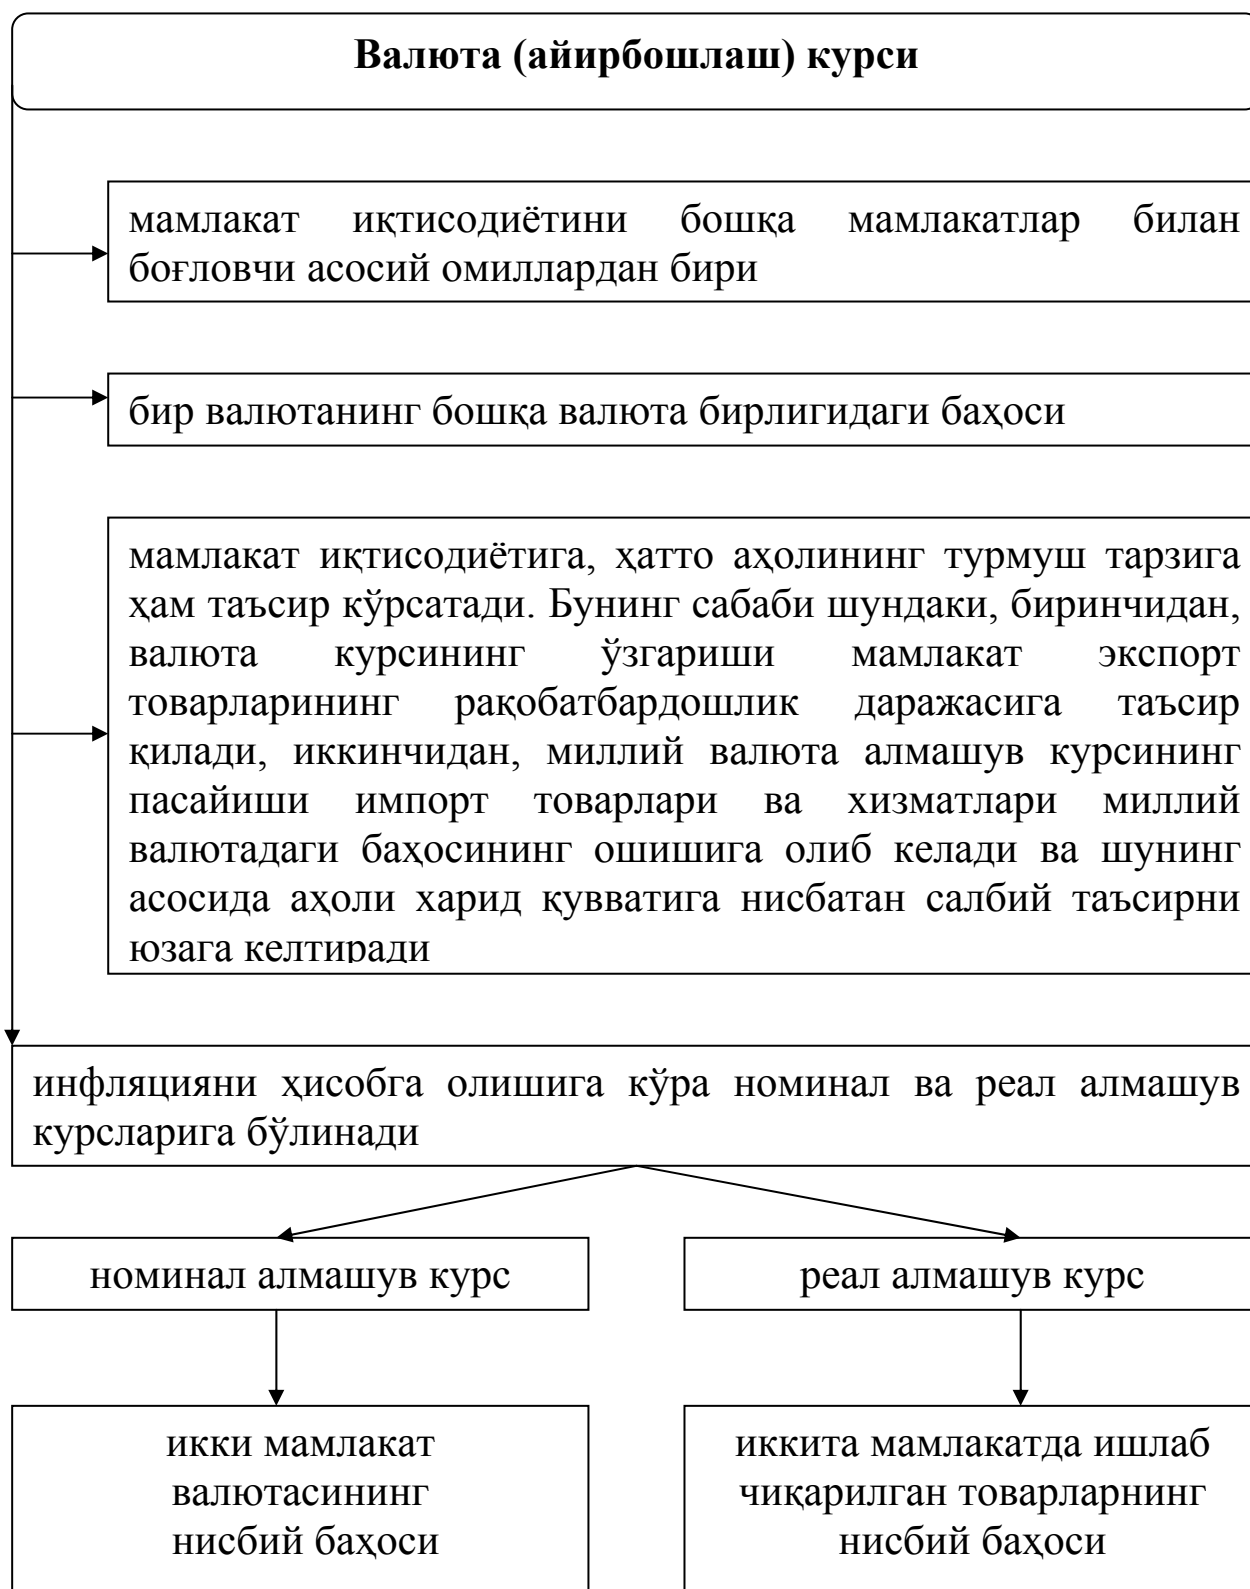 Валюта (айирбошлаш) курси
мамлакат иқтисодиётини бошқа мамлакатлар билан
боғловчи асосий омиллардан бири
бир валютанинг бошқа валюта бирлигидаги баҳоси
мамлакат иқтисодиётига, ҳатто аҳолининг турмуш тарзига
ҳам таъсир кўрсатади. Бунинг сабаби шундаки, биринчидан,
валюта курсининг ўзгариши мамлакат экспорт
товарларининг рақобатбардошлик даражасига таъсир
қилади, иккинчидан, миллий валюта алмашув курсининг
пасайиши импорт товарлари ва хизматлари миллий
валютадаги баҳосининг ошишига олиб келади ва шунинг
асосида аҳоли харид қувватига нисбатан салбий таъсирни
юзага келтиради
инфляцияни ҳисобга олишига кўра номинал ва реал алмашув
курсларига бўлинади
номинал алмашув курс
реал алмашув курс
икки мамлакат
валютасининг
нисбий баҳоси
иккита мамлакатда ишлаб
чиқарилган товарларнинг
нисбий баҳоси